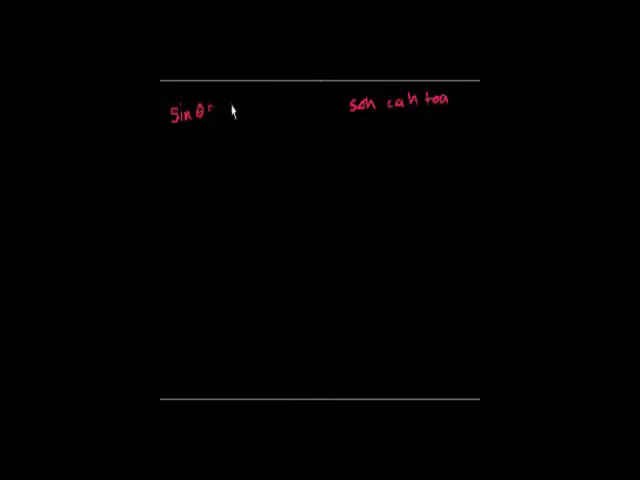 Sin θ = soh cah toa